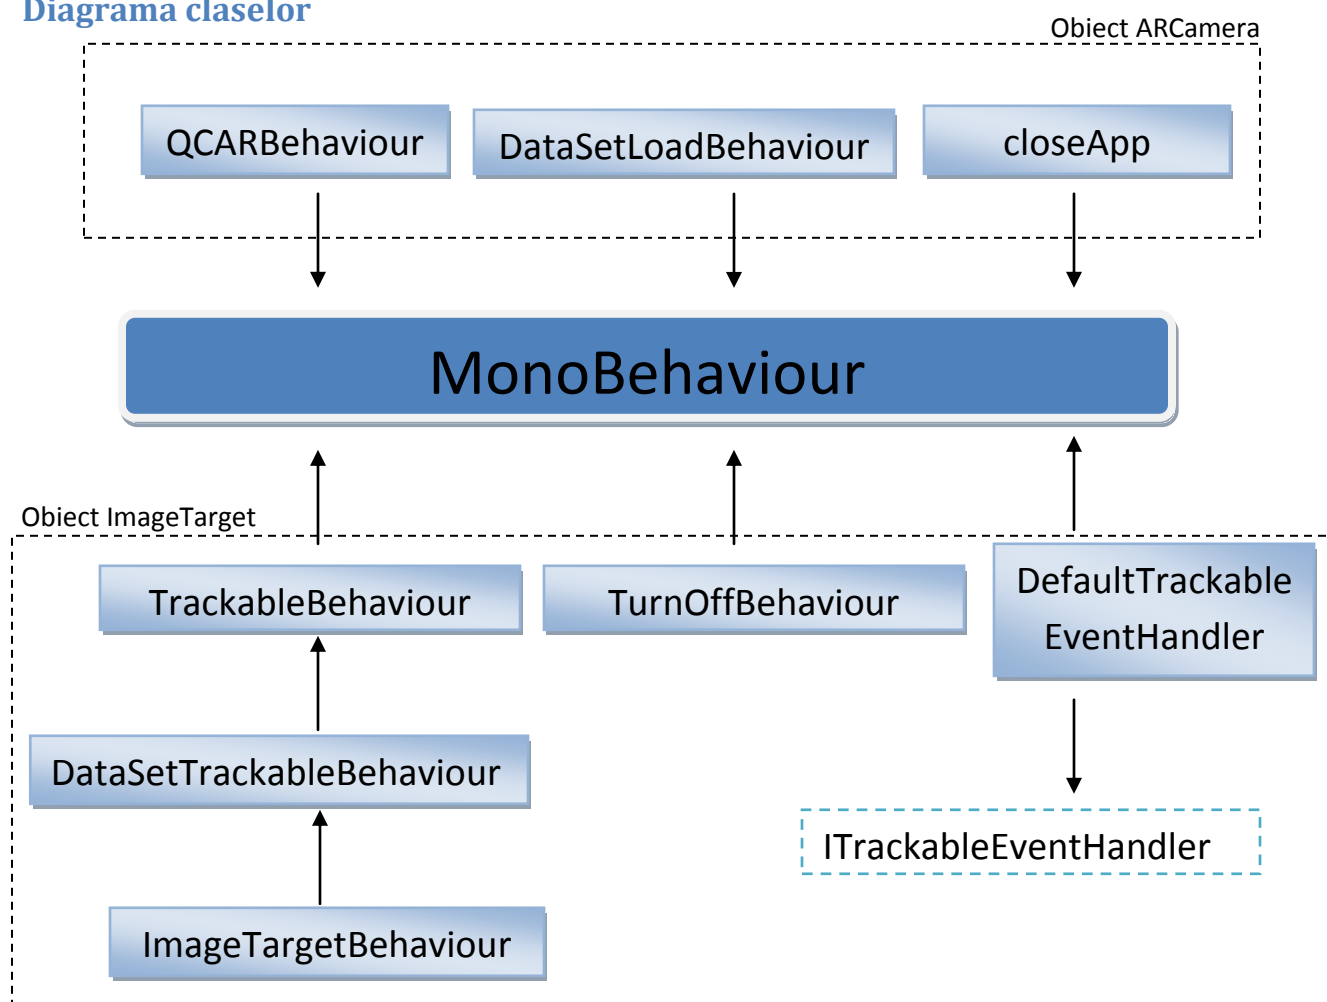 Diagrama claselor
Obiect ARCamera
QCARBehaviour
DataSetLoadBehaviour
closeApp
MonoBehaviour
Obiect ImageTarget
TrackableBehaviour
TurnOffBehaviour
DefaultTrackable
EventHandler
DataSetTrackableBehaviour
ITrackableEventHandler
ImageTargetBehaviour